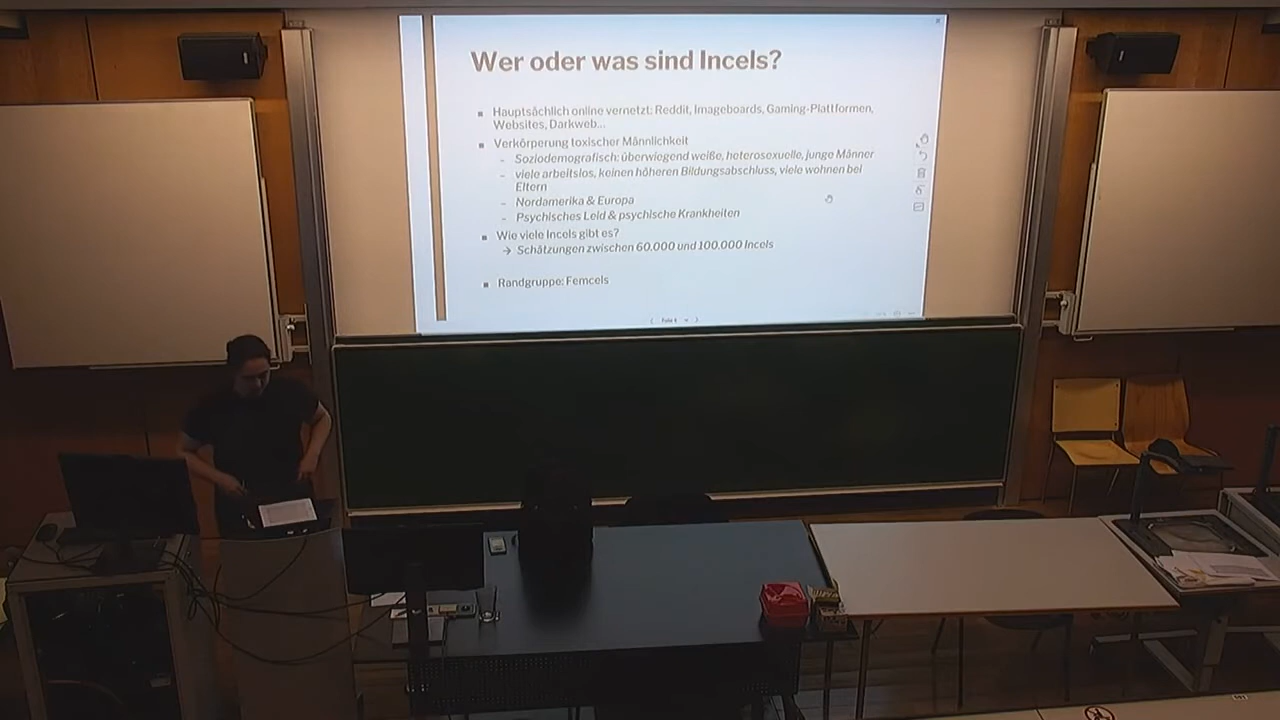 Wer oder was sind Incels?
Hauptsächlich online vernetzt: Reddit, Imageboards, Gaming-Plattformen,
Websites, Darkweb...
Verkörperung toxischer Männlichkeit
- Soziodemografisch: überwiegend weiße, heterosexuelle, junge Männer
- viele arbeitslos, keinen höheren Bildungsabschluss, viele wohnen bei
Eltern
- Nordamerika & Europa
- Psychisches Leid & psychische Krankheiten
Wie viele Incels gibt es?
→ Schätzungen zwischen 60.000 und 100.000 Incels
Randgruppe: Femcels